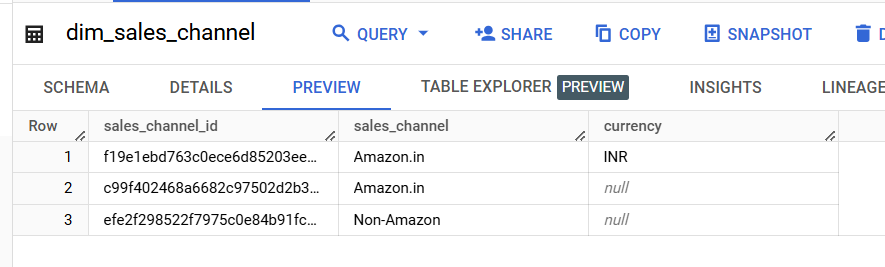 dim_sales_channel QUERY SHARE COPY SNAPSHOT D
SCHEMA DETAILS PREVIEW TABLE EXPLORER PREVIEW INSIGHTS LINEAGE
Row sales_channel_id sales_channel currency
1 f19e1ebd763c0ece6d85203ee... Amazon.in INR
2 c99f402468a6682c97502d2b3... Amazon.in null
3 efe2f298522f7975c0e84b91fc... Non-Amazon null